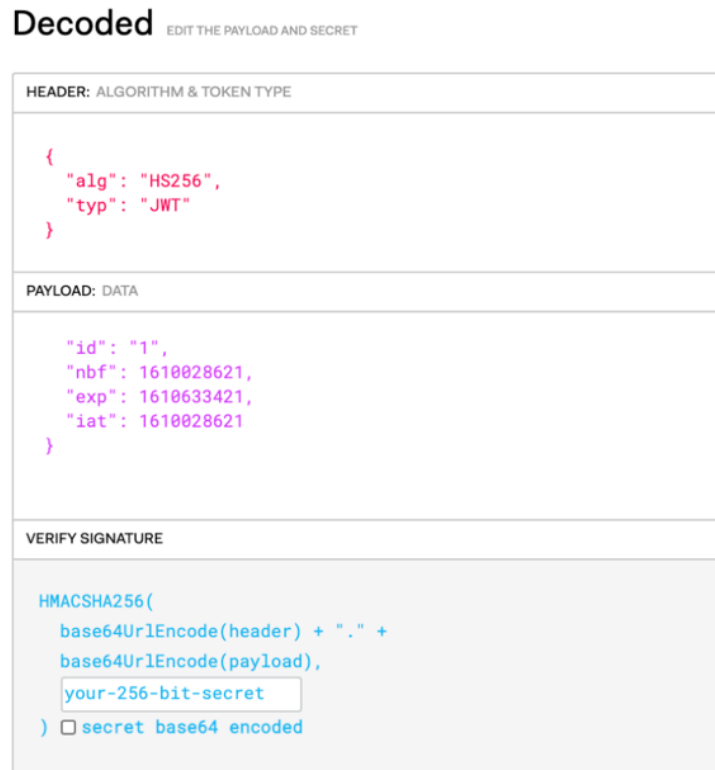 Decoded EDIT THE PAYLOAD AND SECRET
HEADER: ALGORITHM & TOKEN TYPE
{
"alg": "HS256",
"typ": "JWT"
}
PAYLOAD: DATA
"id": "1",
"nbf": 1610028621,
"exp": 1610633421,
"iat": 1610028621
}
VERIFY SIGNATURE
HMACSHA256(
base64UrlEncode(header) + "." +
base64UrlEncode(payload),
your-256-bit-secret
) secret base64 encoded